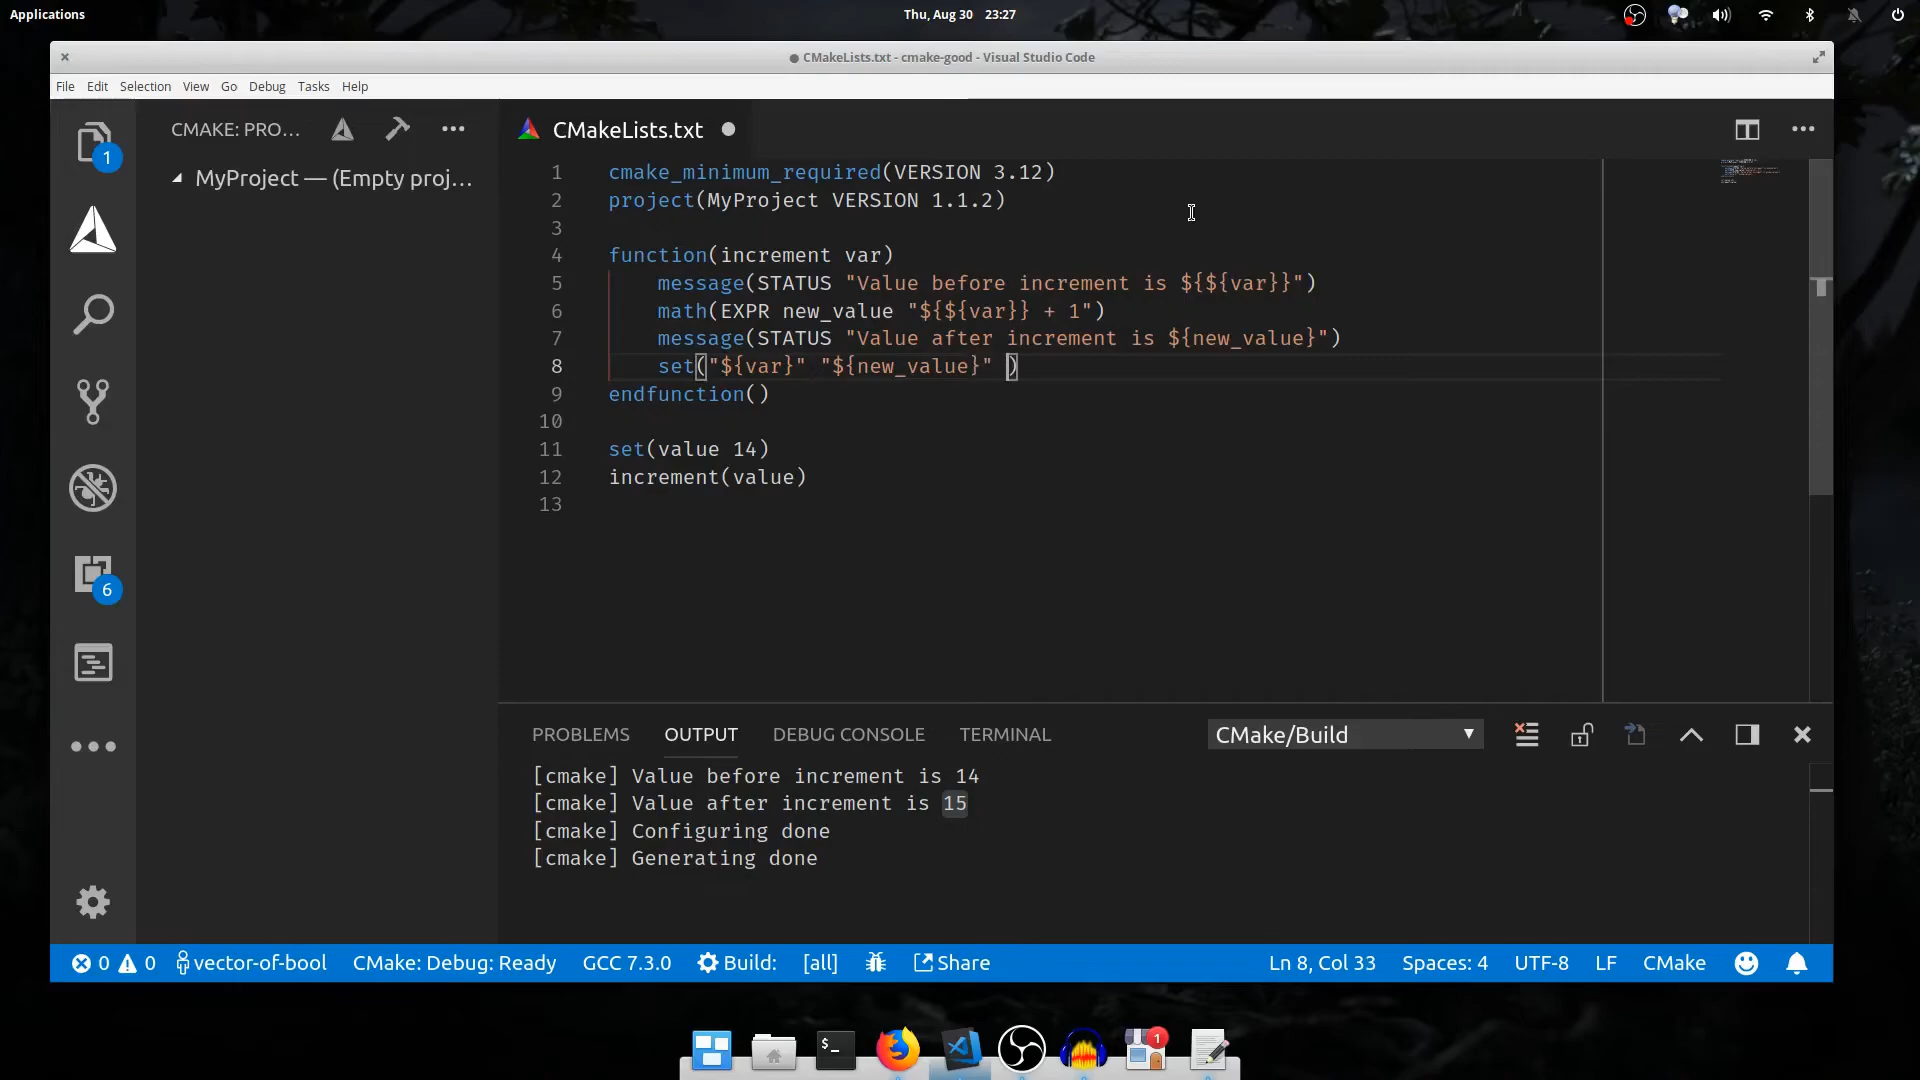 Applications
Thu, Aug 30 23:27
● CMakeLists.txt - cmake-good - Visual Studio Code
File Edit Selection View Go Debug Tasks Help
CMAKE: PRO...
MyProject — (Empty proj...
1
6
CMakeLists.txt
1 cmake_minimum_required(VERSION 3.12)
2 project(MyProject VERSION 1.1.2)
3
4 function(increment var)
5     message(STATUS "Value before increment is ${${var}}")
6     math(EXPR new_value "${${var}} + 1")
7     message(STATUS "Value after increment is ${new_value}")
8     set("${var}" "${new_value}" )
9 endfunction()
10
11 set(value 14)
12 increment(value)
13
PROBLEMS OUTPUT DEBUG CONSOLE TERMINAL CMake/Build
[cmake] Value before increment is 14
[cmake] Value after increment is 15
[cmake] Configuring done
[cmake] Generating done
0 0 vector-of-bool CMake: Debug: Ready GCC 7.3.0 Build: [all] Share Ln 8, Col 33 Spaces: 4 UTF-8 LF CMake
$_
1